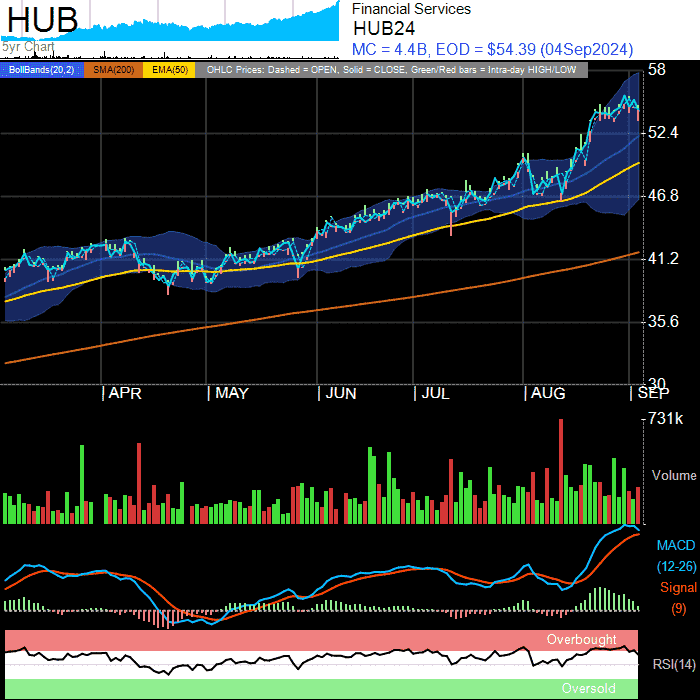 HUB
5yr Chart
Financial Services
HUB24
MC = 4.4B, EOD = $54.39 (04Sep2024)
BollBands(20,2) SMA(200) EMA(50) OHLC Prices: Dashed = OPEN, Solid = CLOSE, Green/Red bars = Intra-day HIGH/LOW
58
52.4
46.8
41.2
35.6
30
APR MAY JUN JUL AUG SEP
731k
Volume
MACD
(12-26)
Signal
(9)
Overbought
RSI(14)
Oversold